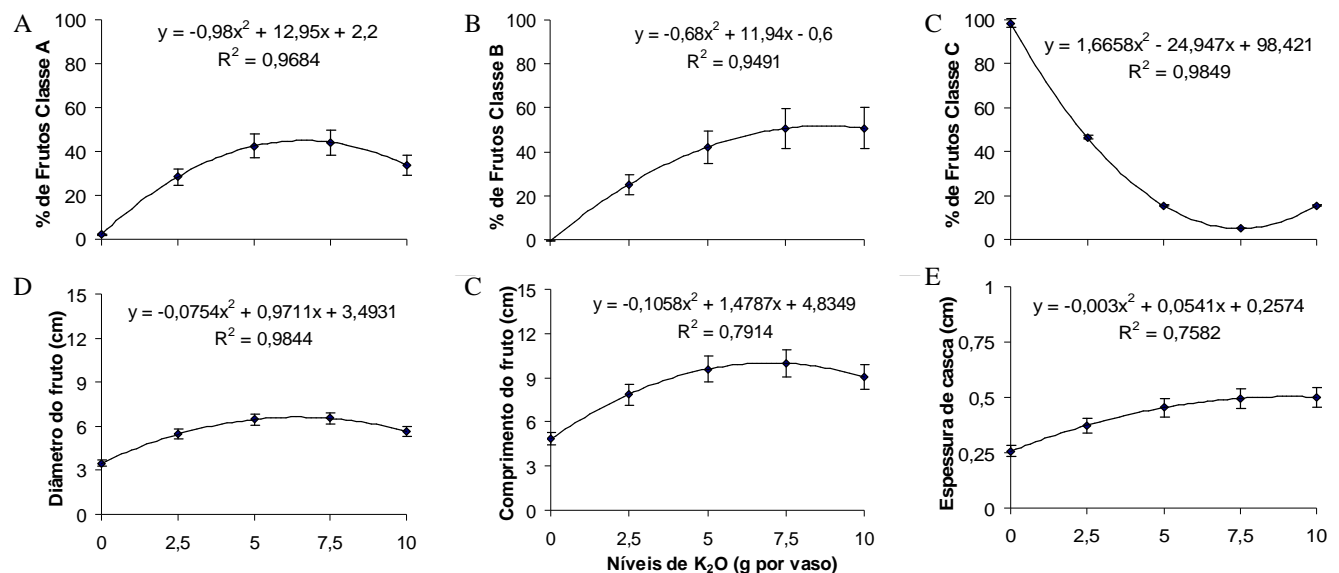 A
y = -0,98x² + 12,95x + 2,2
R² = 0,9684
% de Frutos Classe A
100
80
60
40
20
0
B
y = -0,68x² + 11,94x - 0,6
R² = 0,9491
% de Frutos Classe B
100
80
60
40
20
0
C
y = 1,6658x² - 24,947x + 98,421
R² = 0,9849
% de Frutos Classe C
100
80
60
40
20
0
D
y = -0,0754x² + 0,9711x + 3,4931
R² = 0,9844
Diâmetro do fruto (cm)
15
12
9
6
3
0
0 2,5 5 7,5 10
C
y = -0,1058x² + 1,4787x + 4,8349
R² = 0,7914
Comprimento do fruto (cm)
15
12
9
6
3
0
0 2,5 5 7,5 10
Níveis de K₂O (g por vaso)
E
y = -0,003x² + 0,0541x + 0,2574
R² = 0,7582
Espessura de casca (cm)
1
0,75
0,5
0,25
0
0 2,5 5 7,5 10